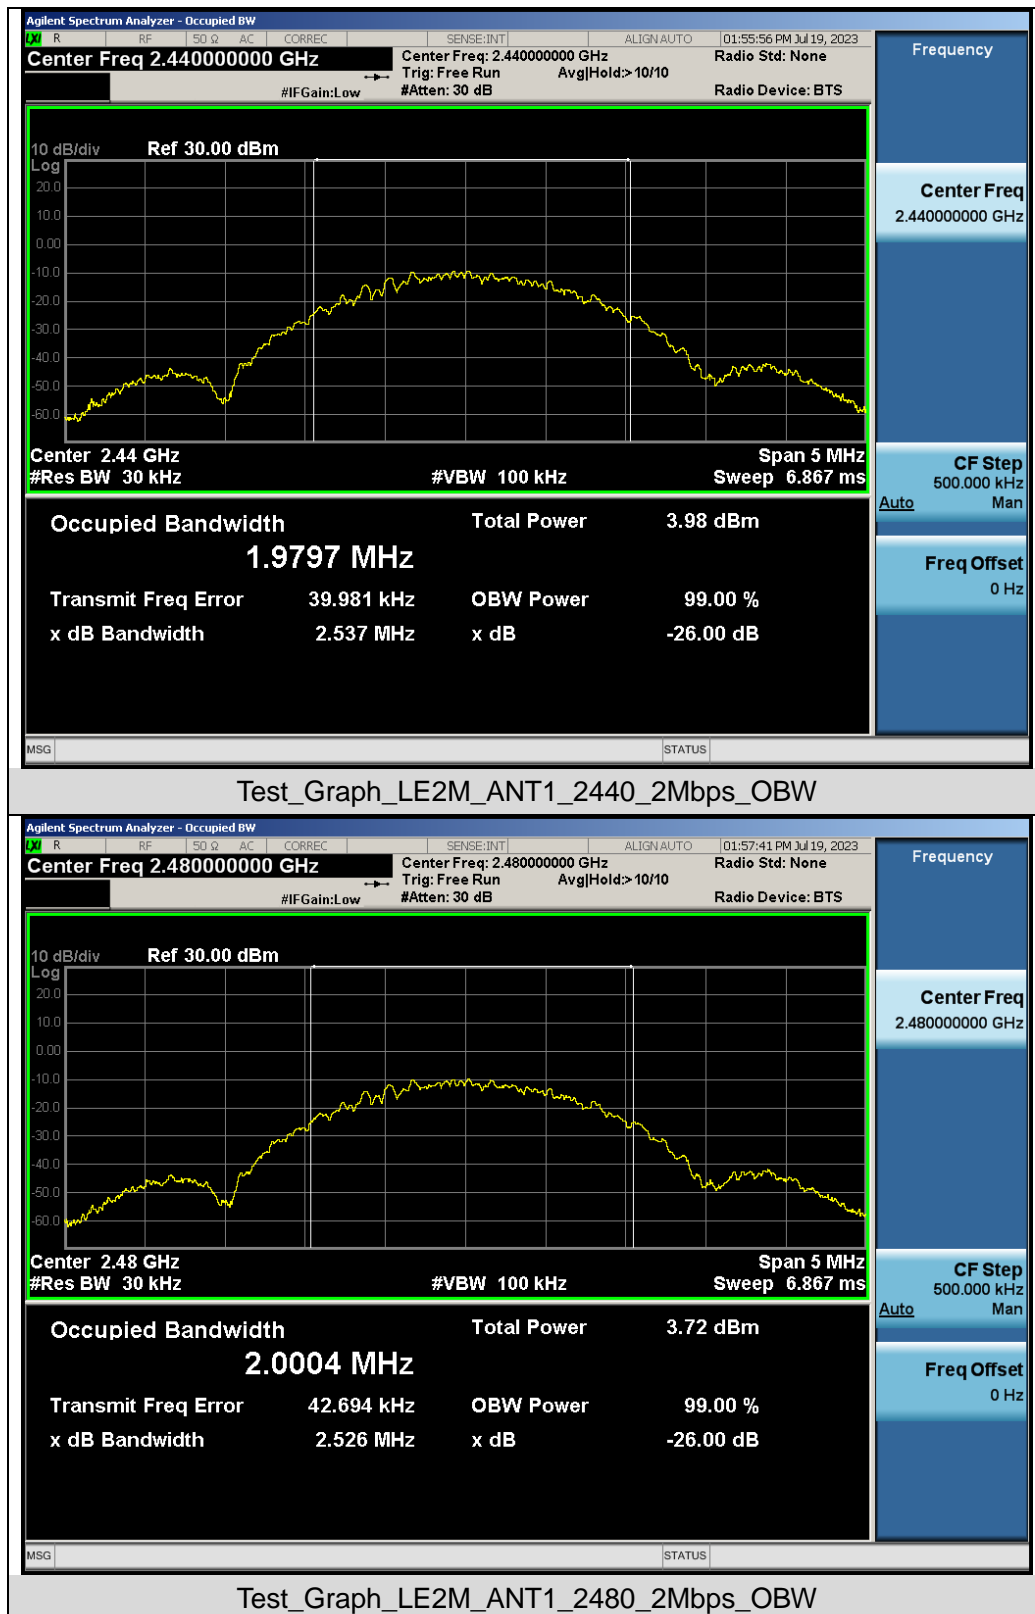 Agilent Spectrum Analyzer - Occupied BW
LXI R RF 50 Ω AC CORREC SENSE:INT ALIGN AUTO 01:55:56 PM Jul 19, 2023
Center Freq 2.440000000 GHz Center Freq: 2.440000000 GHz Radio Std: None
Trig: Free Run Avg|Hold:> 10/10
#IFGain:Low #Atten: 30 dB Radio Device: BTS
Frequency
10 dB/div Ref 30.00 dBm
Log
20.0
10.0
0.00
-10.0
-20.0
-30.0
-40.0
-50.0
-60.0
Center 2.44 GHz Span 5 MHz
#Res BW 30 kHz #VBW 100 kHz Sweep 6.867 ms
Center Freq
2.440000000 GHz
CF Step
500.000 kHz
Auto Man
Freq Offset
0 Hz
Occupied Bandwidth Total Power 3.98 dBm
1.9797 MHz
Transmit Freq Error 39.981 kHz OBW Power 99.00 %
x dB Bandwidth 2.537 MHz x dB -26.00 dB
MSG STATUS
Test_Graph_LE2M_ANT1_2440_2Mbps_OBW
Agilent Spectrum Analyzer - Occupied BW
LXI R RF 50 Ω AC CORREC SENSE:INT ALIGN AUTO 01:57:41 PM Jul 19, 2023
Center Freq 2.480000000 GHz Center Freq: 2.480000000 GHz Radio Std: None
Trig: Free Run Avg|Hold:> 10/10
#IFGain:Low #Atten: 30 dB Radio Device: BTS
Frequency
10 dB/div Ref 30.00 dBm
Log
20.0
10.0
0.00
-10.0
-20.0
-30.0
-40.0
-50.0
-60.0
Center 2.48 GHz Span 5 MHz
#Res BW 30 kHz #VBW 100 kHz Sweep 6.867 ms
Center Freq
2.480000000 GHz
CF Step
500.000 kHz
Auto Man
Freq Offset
0 Hz
Occupied Bandwidth Total Power 3.72 dBm
2.0004 MHz
Transmit Freq Error 42.694 kHz OBW Power 99.00 %
x dB Bandwidth 2.526 MHz x dB -26.00 dB
MSG STATUS
Test_Graph_LE2M_ANT1_2480_2Mbps_OBW